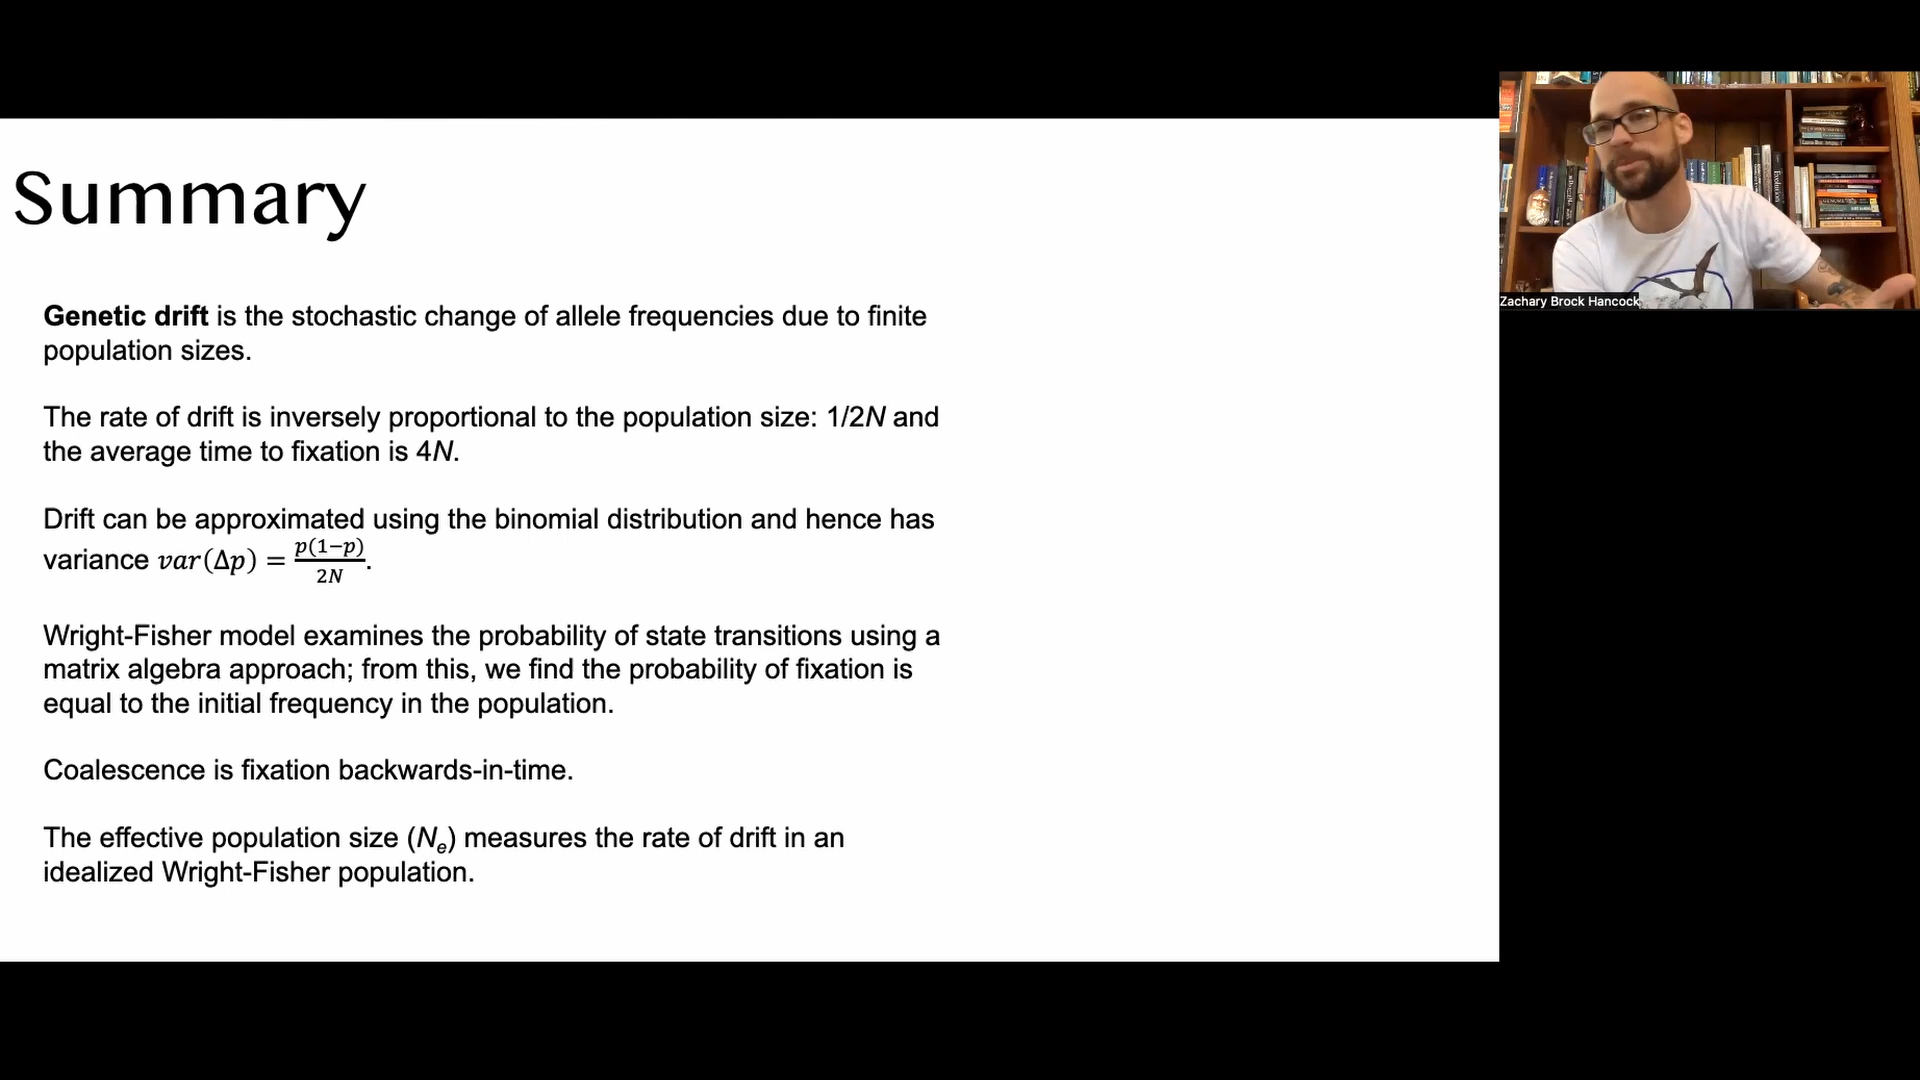 Summary
Genetic drift is the stochastic change of allele frequencies due to finite
population sizes.
The rate of drift is inversely proportional to the population size: 1/2N and
the average time to fixation is 4N.
Drift can be approximated using the binomial distribution and hence has
variance var(Δp) = p(1−p)/2N.
Wright-Fisher model examines the probability of state transitions using a
matrix algebra approach; from this, we find the probability of fixation is
equal to the initial frequency in the population.
Coalescence is fixation backwards-in-time.
The effective population size (Nₑ) measures the rate of drift in an
idealized Wright-Fisher population.
Zachary Brock Hancock
Evolution